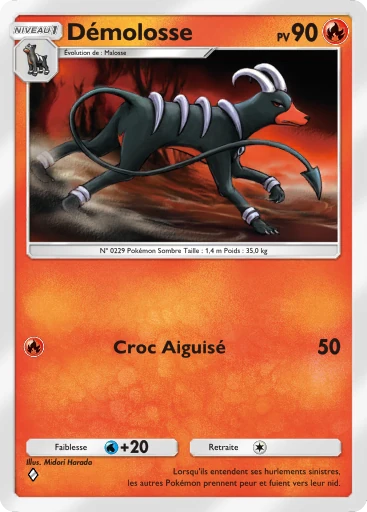 NIVEAU 1
Démolosse
PV 90
Évolution de : Malosse
N° 0229 Pokémon Sombre Taille : 1,4 m Poids : 35,0 kg
Croc Aiguisé 50
Faiblesse +20 Retraite
Illus. Midori Harada
Lorsqu'ils entendent ses hurlements sinistres,
les autres Pokémon prennent peur et fuient vers leur nid.